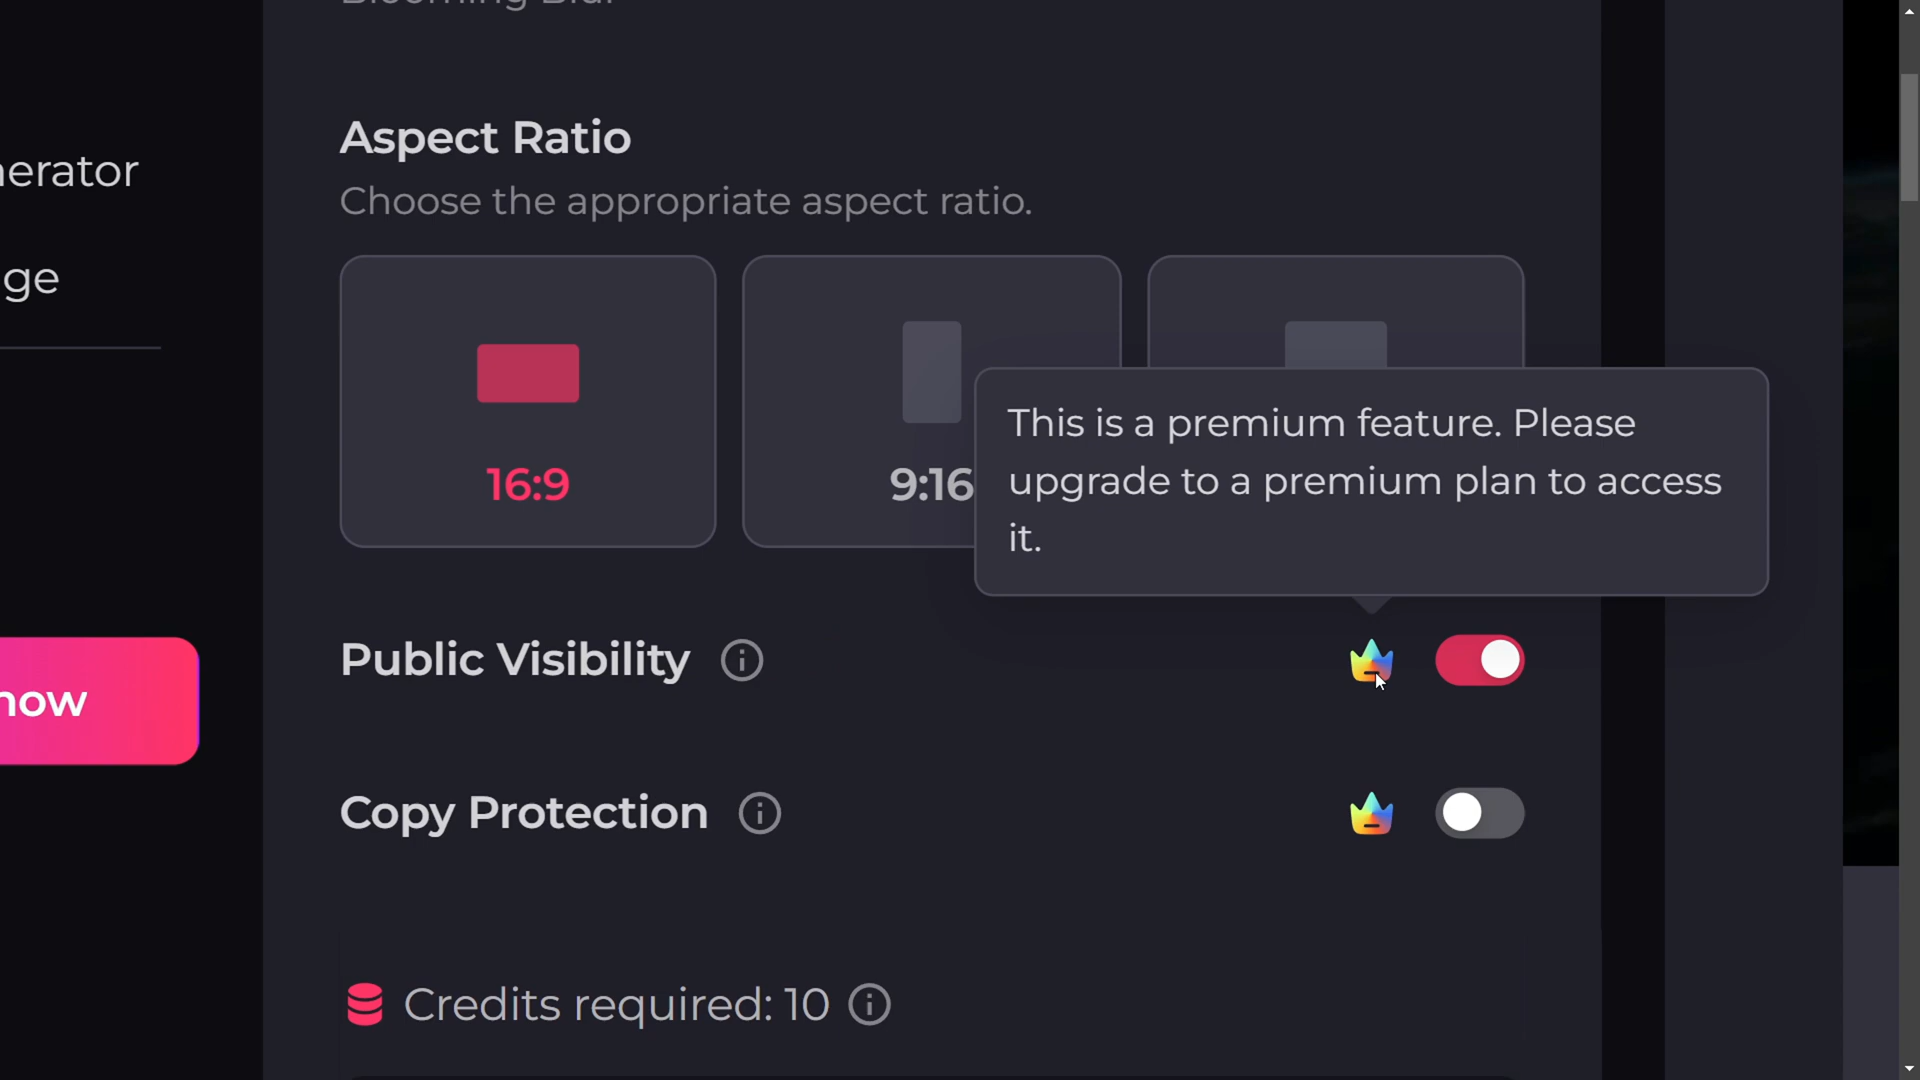 Aspect Ratio
Choose the appropriate aspect ratio.
nerator
ge
16:9
9:16
This is a premium feature. Please
upgrade to a premium plan to access
it.
Public Visibility
now
Copy Protection
Credits required: 10